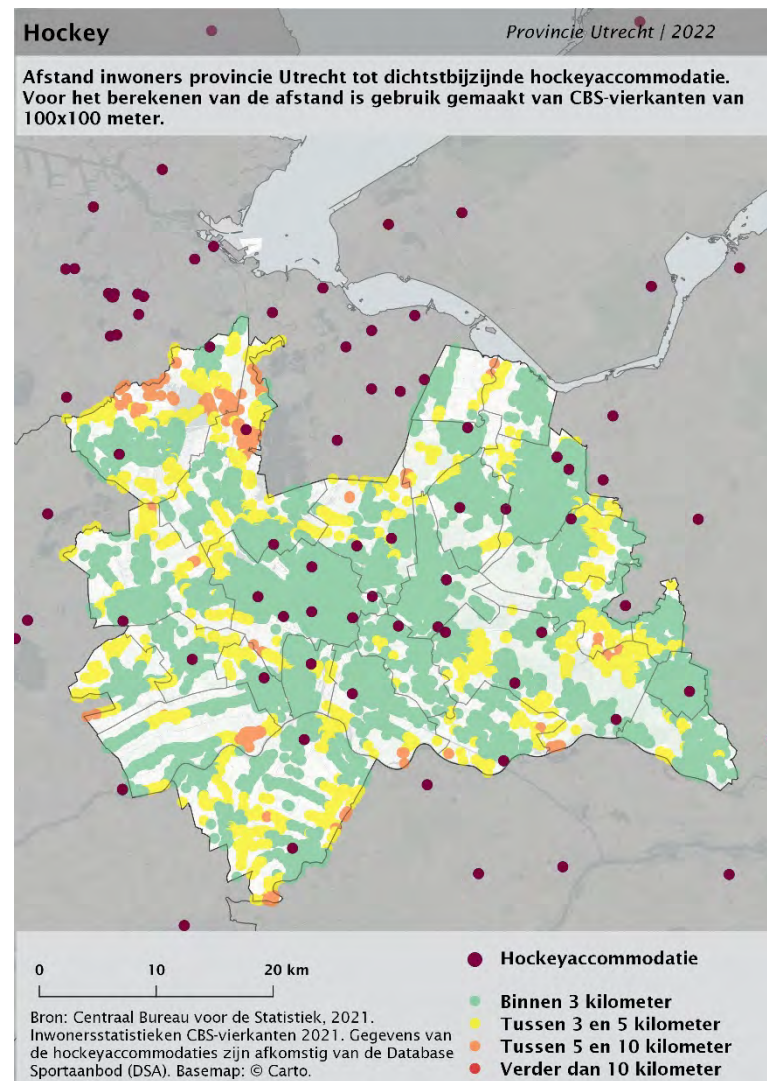 Hockey
Provincie Utrecht | 2022
Afstand inwoners provincie Utrecht tot dichtstbijzijnde hockeyaccommodatie.
Voor het berekenen van de afstand is gebruik gemaakt van CBS-vierkanten van
100x100 meter.
0 10 20 km
Bron: Centraal Bureau voor de Statistiek, 2021.
Inwonersstatistieken CBS-vierkanten 2021. Gegevens van
de hockeyaccommodaties zijn afkomstig van de Database
Sportaanbod (DSA). Basemap: © Carto.
Hockeyaccommodatie
Binnen 3 kilometer
Tussen 3 en 5 kilometer
Tussen 5 en 10 kilometer
Verder dan 10 kilometer